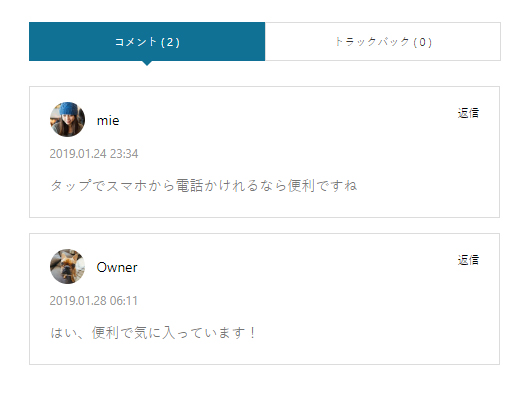 コメント ( 2 )
トラックバック ( 0 )
mie
返信
2019.01.24 23:34
タップでスマホから電話かけれるなら便利ですね
Owner
返信
2019.01.28 06:11
はい、便利で気に入っています！